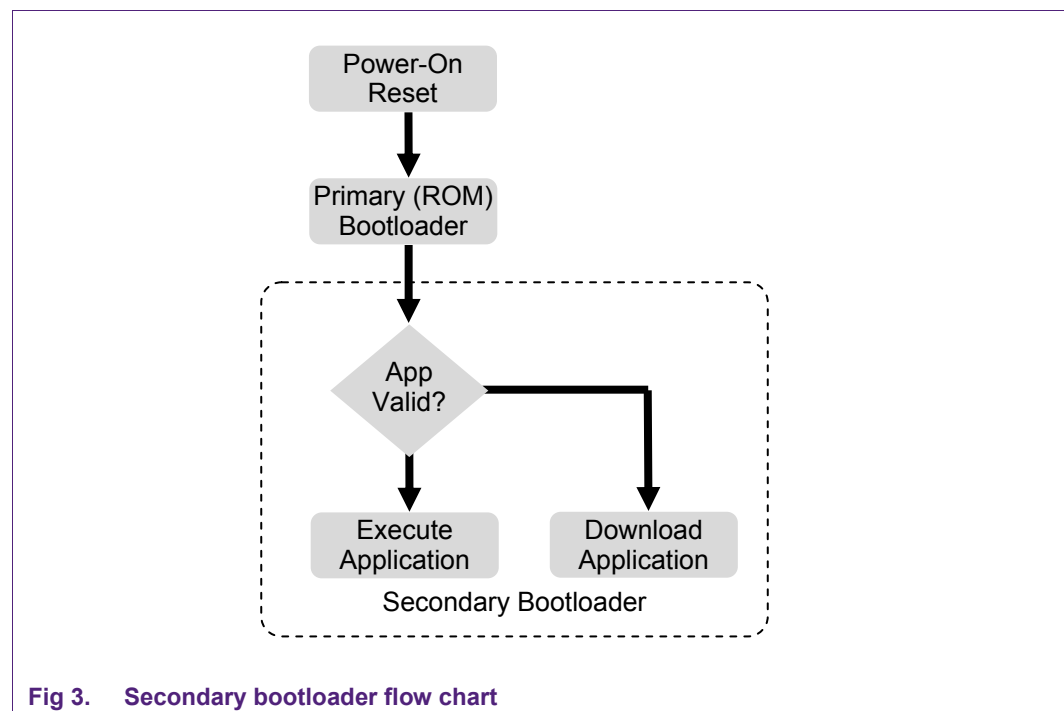 Power-On
Reset
Primary (ROM)
Bootloader
App
Valid?
Execute
Application
Download
Application
Secondary Bootloader
Fig 3. Secondary bootloader flow chart